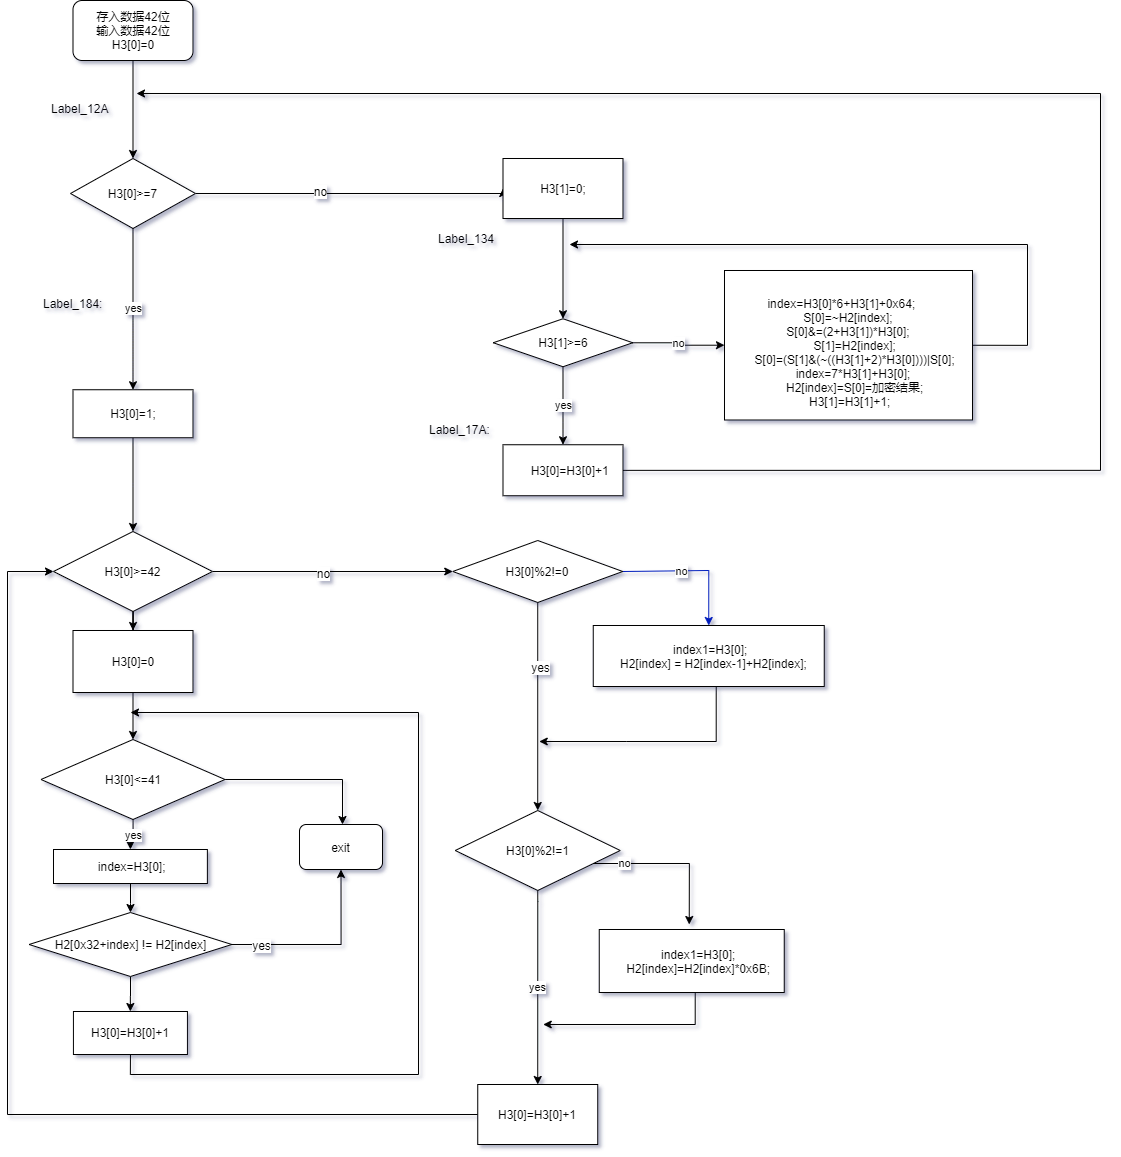 存入数据42位
输入数据42位
H3[0]=0
Label_12A
H3[0]>=7
no
H3[1]=0;
Label_134
Label_184:
yes
H3[1]>=6
no
index=H3[0]*6+H3[1]+0x64;
S[0]=~H2[index];
S[0]&=(2+H3[1])*H3[0];
S[1]=H2[index];
S[0]=(S[1]&(~((H3[1]+2)*H3[0])))|S[0];
index=7*H3[1]+H3[0];
H2[index]=S[0]=加密结果;
H3[1]=H3[1]+1;
yes
H3[0]=1;
Label_17A:
H3[0]=H3[0]+1
H3[0]>=42
no
H3[0]%2!=0
no
index1=H3[0];
H2[index] = H2[index-1]+H2[index];
yes
H3[0]=0
H3[0]<=41
yes
index=H3[0];
exit
H2[0x32+index] != H2[index]
yes
H3[0]=H3[0]+1
H3[0]%2!=1
no
index1=H3[0];
H2[index]=H2[index]*0x6B;
yes
H3[0]=H3[0]+1